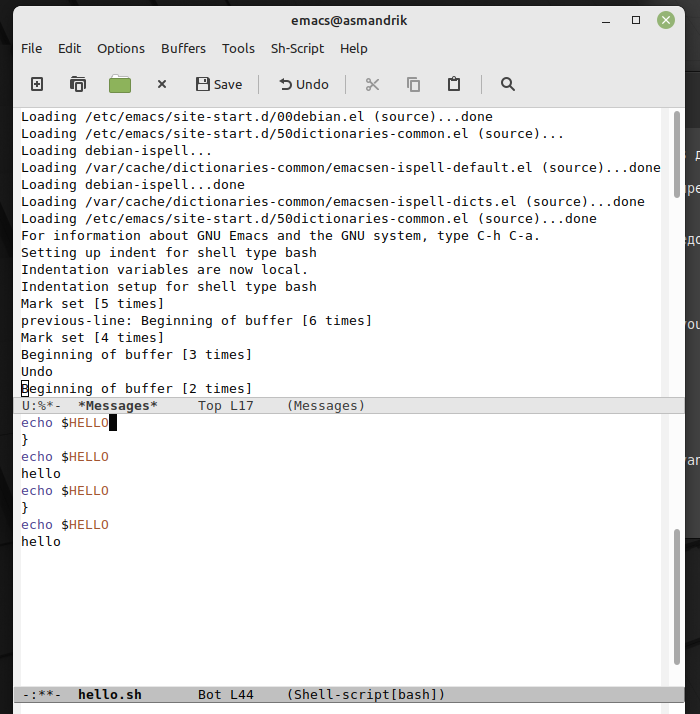 emacs@asmandrik
File Edit Options Buffers Tools Sh-Script Help
Save Undo
Loading /etc/emacs/site-start.d/00debian.el (source)...done
Loading /etc/emacs/site-start.d/50dictionaries-common.el (source)...
Loading debian-ispell...
Loading /var/cache/dictionaries-common/emacsen-ispell-default.el (source)...done
Loading debian-ispell...done
Loading /var/cache/dictionaries-common/emacsen-ispell-dicts.el (source)...done
Loading /etc/emacs/site-start.d/50dictionaries-common.el (source)...done
For information about GNU Emacs and the GNU system, type C-h C-a.
Setting up indent for shell type bash
Indentation variables are now local.
Indentation setup for shell type bash
Mark set [5 times]
previous-line: Beginning of buffer [6 times]
Mark set [4 times]
Beginning of buffer [3 times]
Undo
Beginning of buffer [2 times]
U:%*-  *Messages*     Top L17    (Messages)
echo $HELLO
}
echo $HELLO
hello
echo $HELLO
}
echo $HELLO
hello
-:**-  hello.sh       Bot L44    (Shell-script[bash])